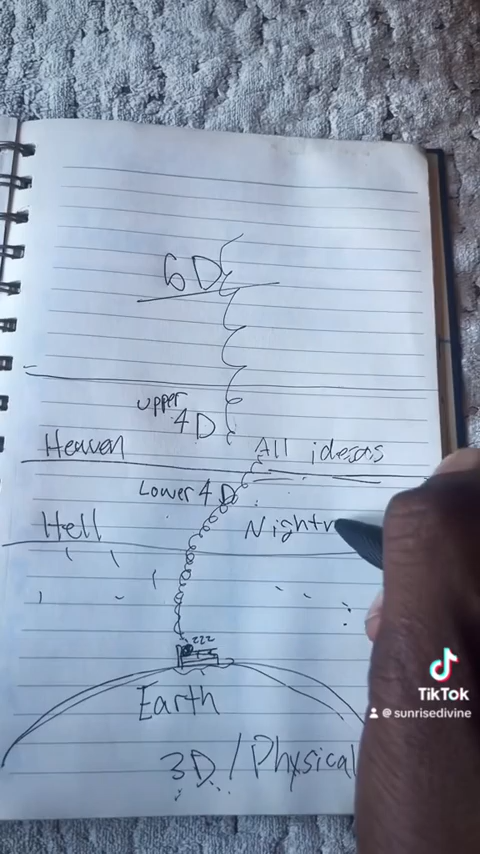 6D
upper
4D
Heaven
All ideas
Lower 4D
Hell
zzz
Earth
3D / Physical
TikTok
@sunrisedivine